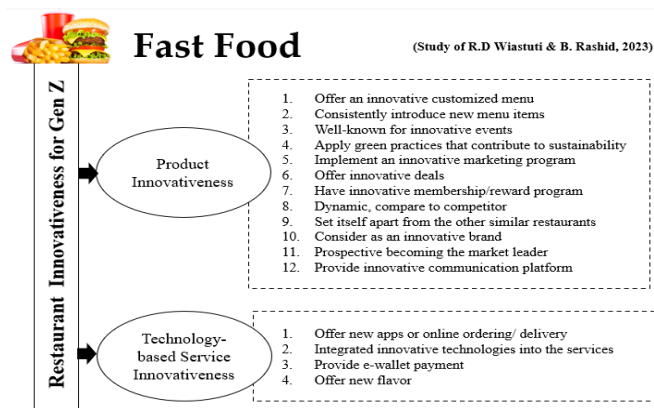 Fast Food
(Study of R.D Wiastuti & B. Rashid, 2023)
Restaurant Innovativeness for Gen Z
Product
Innovativeness
1. Offer an innovative customized menu
2. Consistently introduce new menu items
3. Well-known for innovative events
4. Apply green practices that contribute to sustainability
5. Implement an innovative marketing program
6. Offer innovative deals
7. Have innovative membership/reward program
8. Dynamic, compare to competitor
9. Set itself apart from the other similar restaurants
10. Consider as an innovative brand
11. Prospective becoming the market leader
12. Provide innovative communication platform
Technology-
based Service
Innovativeness
1. Offer new apps or online ordering/ delivery
2. Integrated innovative technologies into the services
3. Provide e-wallet payment
4. Offer new flavor